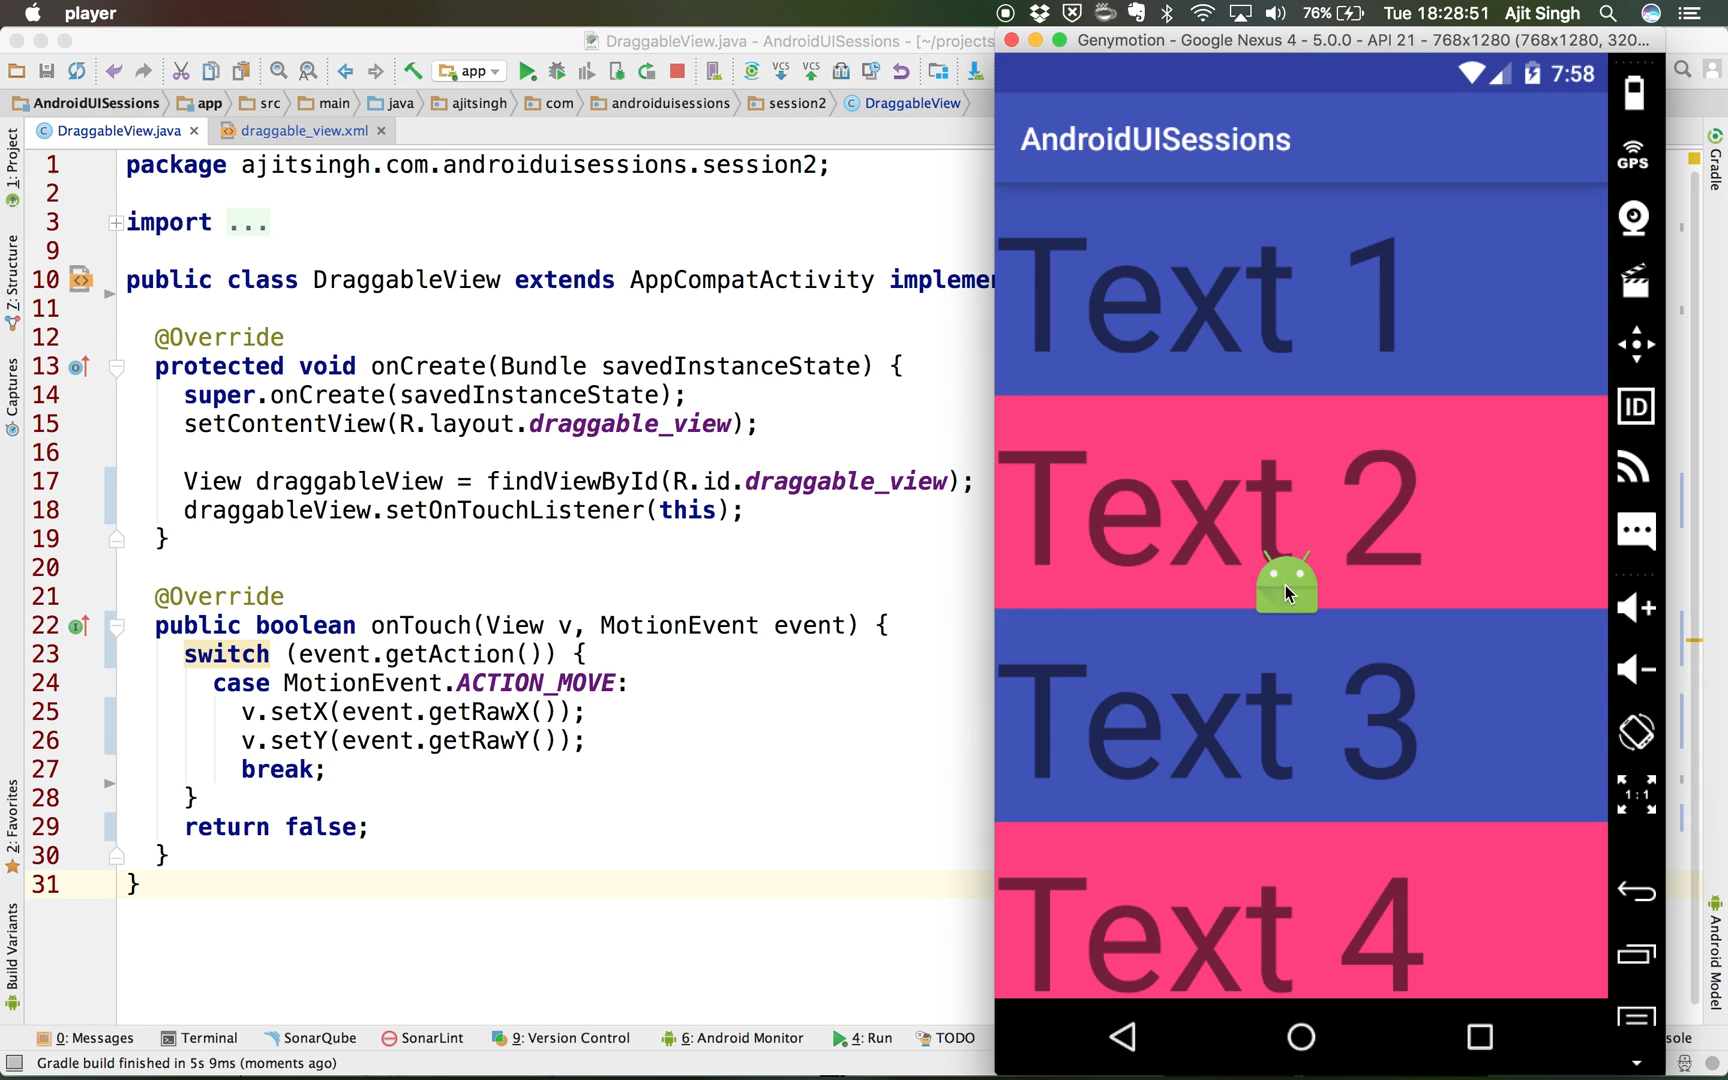 player
76%
Tue 18:28:51 Ajit Singh
DraggableView.java - AndroidUISessions - [~/projects
Genymotion - Google Nexus 4 - 5.0.0 - API 21 - 768x1280 (768x1280, 320...
app
VCS VCS
AndroidUISessions app src main java ajitsingh com androiduisessions session2 DraggableView
DraggableView.java draggable_view.xml
1: Project
Z: Structure
Captures
2: Favorites
Build Variants
1 package ajitsingh.com.androiduisessions.session2;
2
3 import ...
9
10 public class DraggableView extends AppCompatActivity implemen
11
12 @Override
13 protected void onCreate(Bundle savedInstanceState) {
14 super.onCreate(savedInstanceState);
15 setContentView(R.layout.draggable_view);
16
17 View draggableView = findViewById(R.id.draggable_view);
18 draggableView.setOnTouchListener(this);
19 }
20
21 @Override
22 public boolean onTouch(View v, MotionEvent event) {
23 switch (event.getAction()) {
24 case MotionEvent.ACTION_MOVE:
25 v.setX(event.getRawX());
26 v.setY(event.getRawY());
27 break;
28 }
29 return false;
30 }
31 }
7:58
AndroidUISessions
Text 1
Text 2
Text 3
Text 4
GPS
ID
1:1
Gradle
Android Model
0: Messages Terminal SonarQube SonarLint 9: Version Control 6: Android Monitor 4: Run TODO
sole
Gradle build finished in 5s 9ms (moments ago)